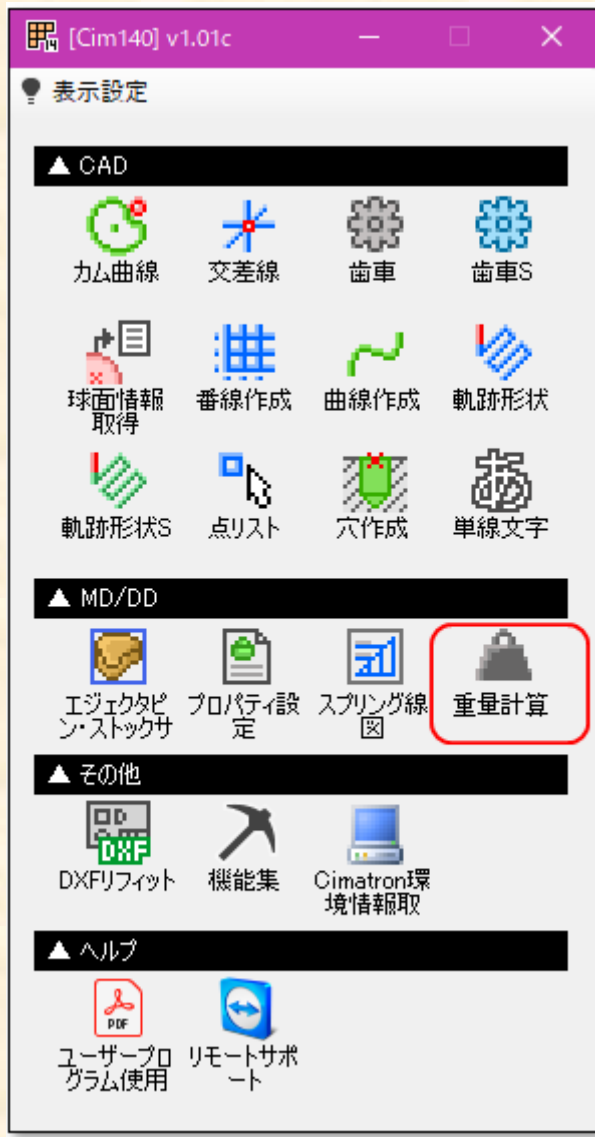 [Cim140] v1.01c
表示設定
▲ CAD
カム曲線 交差線 歯車 歯車S
球面情報 番線作成 曲線作成 軌跡形状
取得
軌跡形状S 点リスト 穴作成 単線文字
あ
▲ MD/DD
エジェクタピ プロパティ設 スプリング線 重量計算
ン・ストックサ 定 図
▲ その他
DXF
DXFリフィット 機能集 Cimatron環
境情報取
▲ ヘルプ
PDF
ユーザープロ リモートサポ
グラム使用 ート